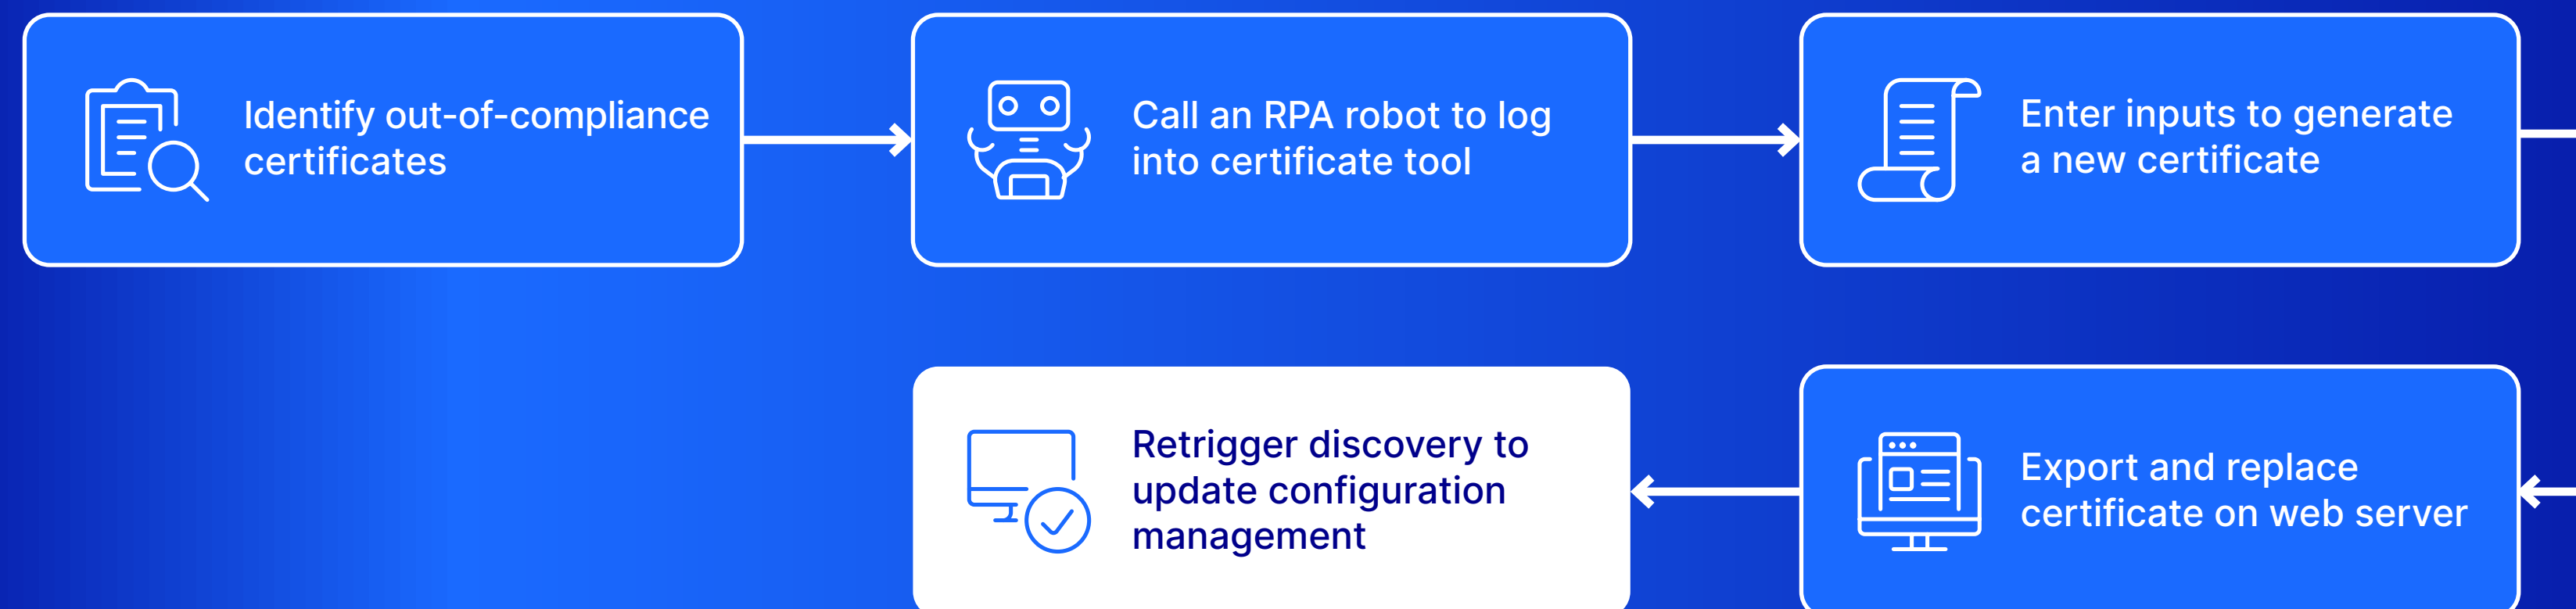 Identify out-of-compliance
certificates
Call an RPA robot to log
into certificate tool
Enter inputs to generate
a new certificate
Export and replace
certificate on web server
Retrigger discovery to
update configuration
management